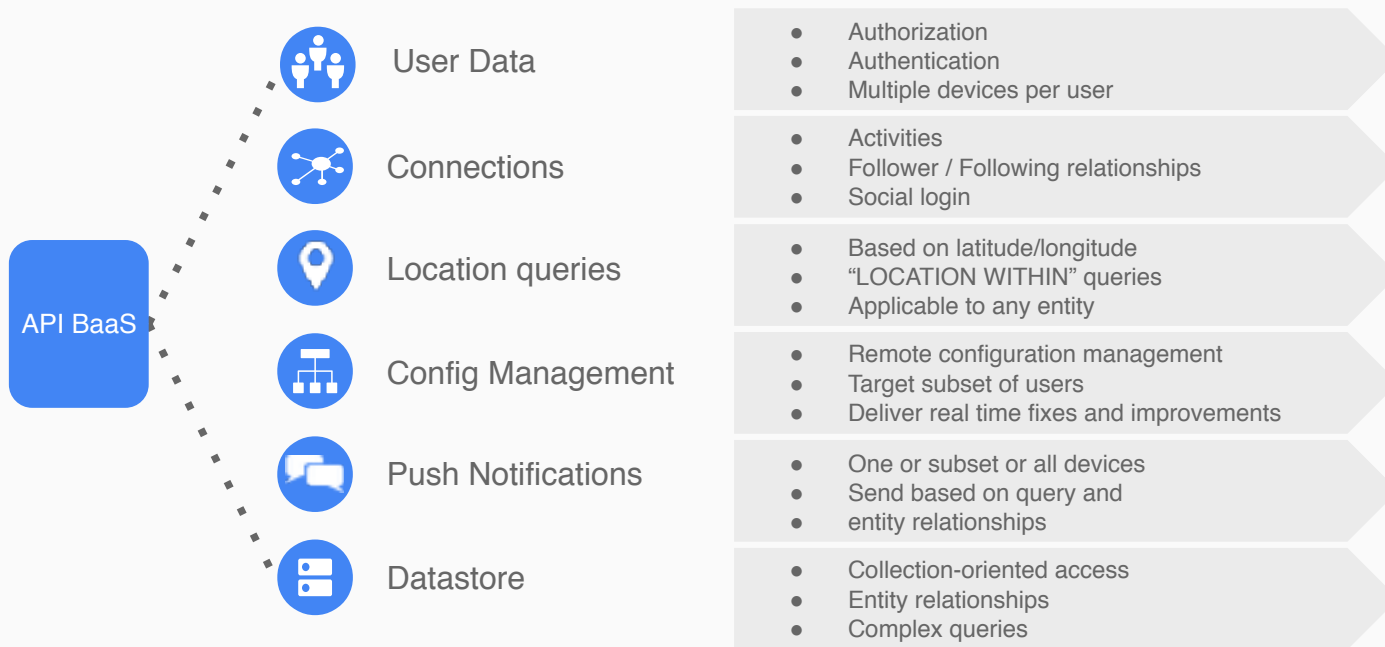 API BaaS
User Data
● Authorization
● Authentication
● Multiple devices per user
Connections
● Activities
● Follower / Following relationships
● Social login
Location queries
● Based on latitude/longitude
● “LOCATION WITHIN” queries
● Applicable to any entity
Config Management
● Remote configuration management
● Target subset of users
● Deliver real time fixes and improvements
Push Notifications
● One or subset or all devices
● Send based on query and
● entity relationships
Datastore
● Collection-oriented access
● Entity relationships
● Complex queries